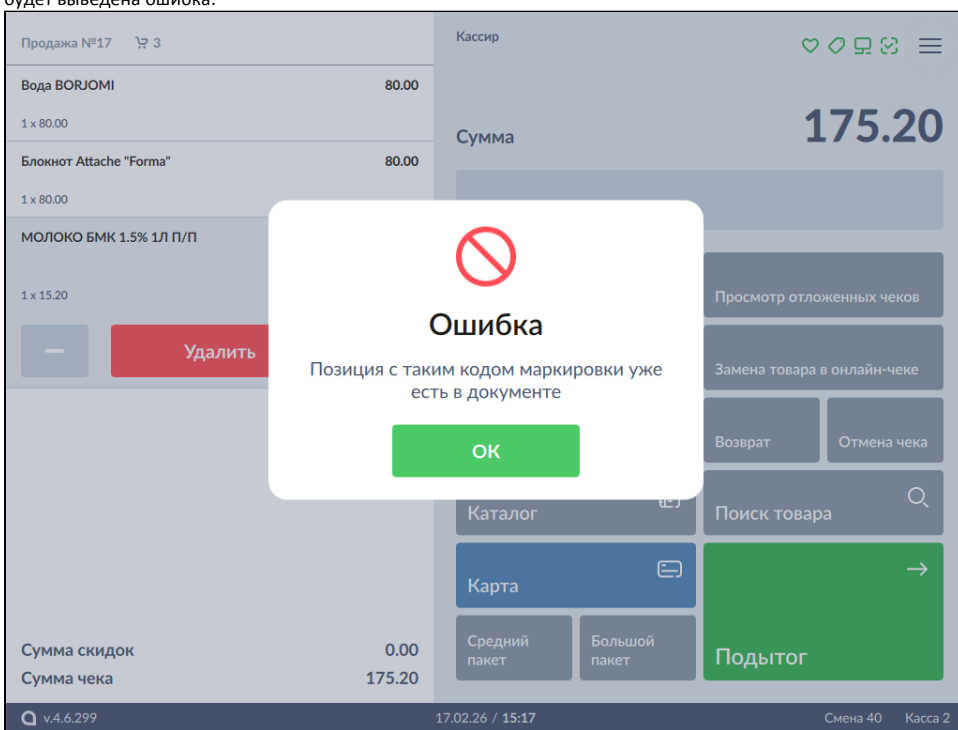 будет выведена ошибка:
Продажа №17 3
Кассир
Вода BORJOMI 80.00
1 x 80.00
Сумма 175.20
Блокнот Attache "Forma" 80.00
1 x 80.00
МОЛОКО БМК 1.5% 1Л П/П
1 x 15.20
Удалить
Ошибка
Позиция с таким кодом маркировки уже
есть в документе
ОК
Просмотр отложенных чеков
Замена товара в онлайн-чеке
Возврат
Отмена чека
Каталог
Поиск товара
Карта
Средний
пакет
Большой
пакет
Подытог
Сумма скидок 0.00
Сумма чека 175.20
v.4.6.299
17.02.26 / 15:17
Смена 40 Касса 2